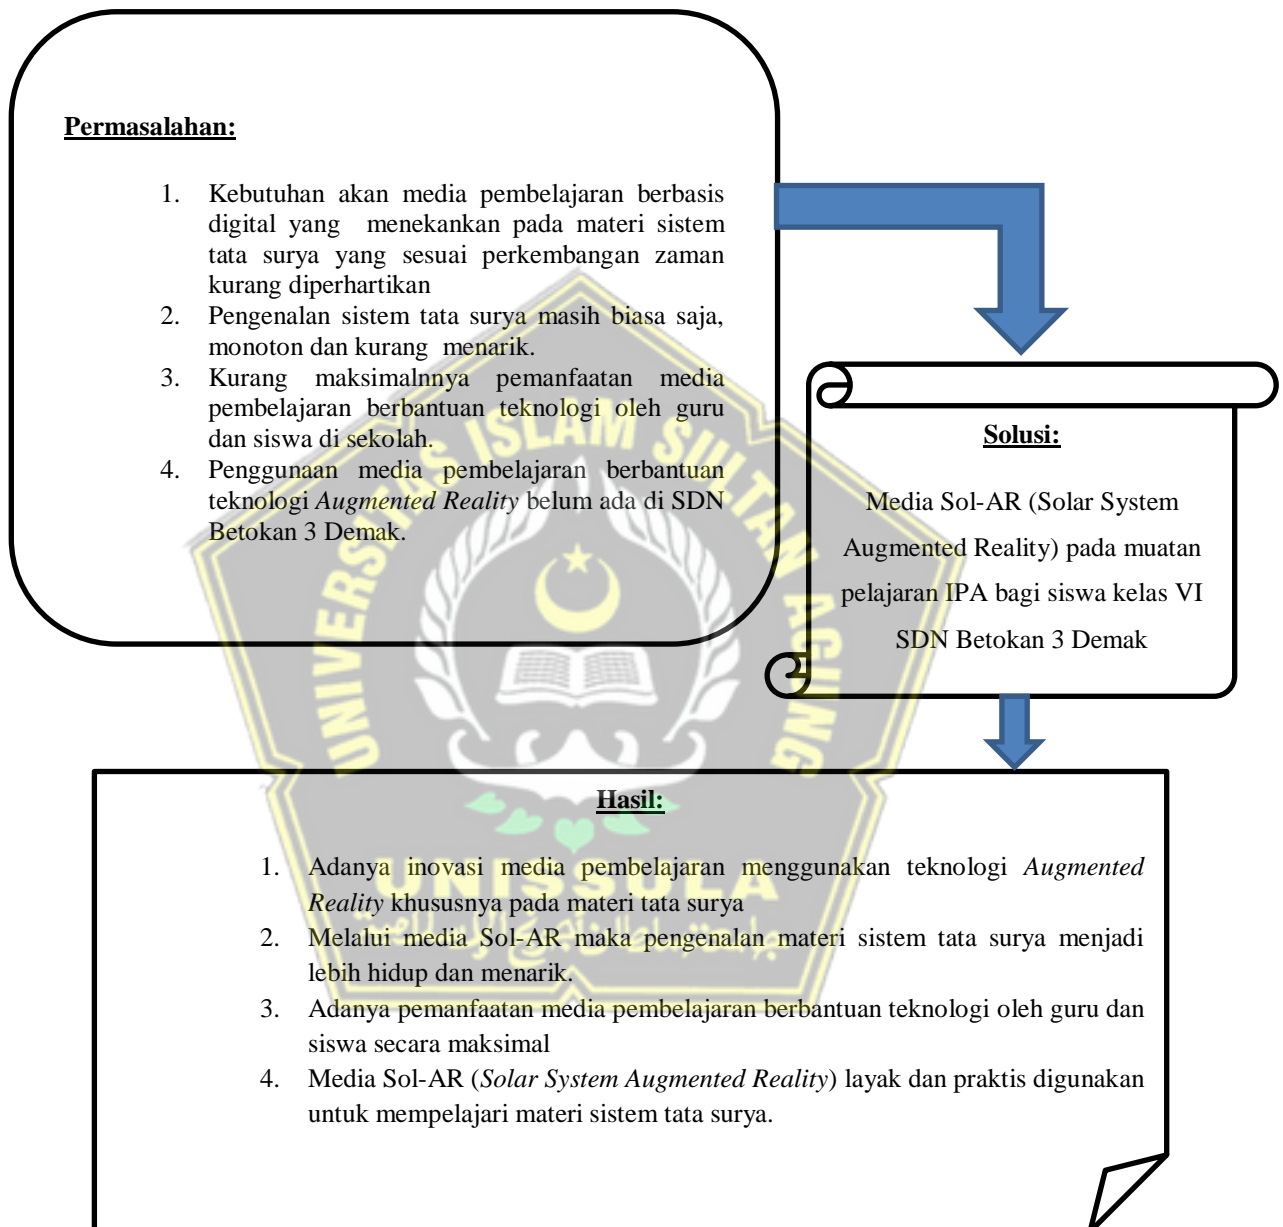 Permasalahan:
1. Kebutuhan akan media pembelajaran berbasis
digital yang menekankan pada materi sistem
tata surya yang sesuai perkembangan zaman
kurang diperhartikan
2. Pengenalan sistem tata surya masih biasa saja,
monoton dan kurang menarik.
3. Kurang maksimalnnya pemanfaatan media
pembelajaran berbantuan teknologi oleh guru
dan siswa di sekolah.
4. Penggunaan media pembelajaran berbantuan
teknologi Augmented Reality belum ada di SDN
Betokan 3 Demak.
Solusi:
Media Sol-AR (Solar System
Augmented Reality) pada muatan
pelajaran IPA bagi siswa kelas VI
SDN Betokan 3 Demak
UNIVERSITAS ISLAM SULTAN AGUNG
Hasil:
1. Adanya inovasi media pembelajaran menggunakan teknologi Augmented
Reality khususnya pada materi tata surya
2. Melalui media Sol-AR maka pengenalan materi sistem tata surya menjadi
lebih hidup dan menarik.
3. Adanya pemanfaatan media pembelajaran berbantuan teknologi oleh guru dan
siswa secara maksimal
4. Media Sol-AR (Solar System Augmented Reality) layak dan praktis digunakan
untuk mempelajari materi sistem tata surya.
UNISSULA